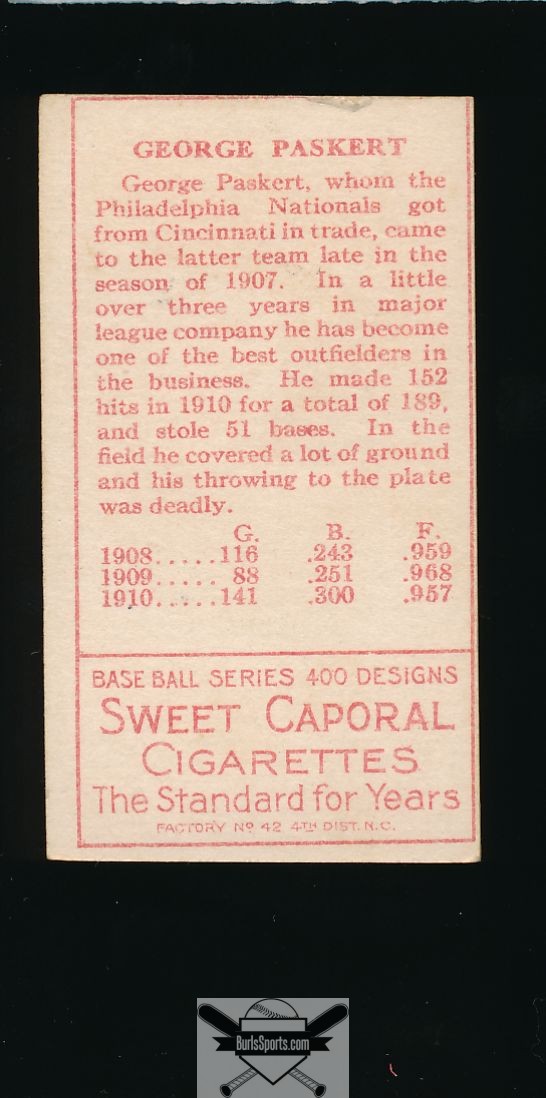 GEORGE PASKERT
George Paskert, whom the
Philadelphia Nationals got
from Cincinnati in trade, came
to the latter team late in the
season of 1907. In a little
over three years in major
league company he has become
one of the best outfielders in
the business. He made 152
hits in 1910 for a total of 189,
and stole 51 bases. In the
field he covered a lot of ground
and his throwing to the plate
was deadly.
G. B. F.
1908.....116 .243 .959
1909..... 88 .251 .968
1910.....141 .300 .957
BASE BALL SERIES 400 DESIGNS
SWEET CAPORAL
CIGARETTES
The Standard for Years
FACTORY Nº 42 4TH DIST. N.C.
BurlsSports.com